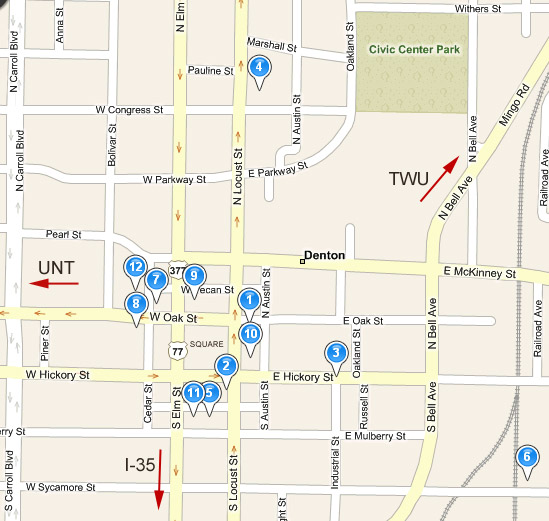 Withers St
Anna St
N Elm St
N Carroll Blvd
Oakland St
Marshall St
Civic Center Park
Pauline St
4
Mingo Rd
W Congress St
N Austin St
Bolivar St
N Bell Ave
Railroad Ave
N Carroll Blvd
N Locust St
E Parkway St
W Parkway St
TWU
N Bell Ave
Pearl St
Denton
UNT
12
377
9
7
W Pecan St
E McKinney St
N Austin St
1
8
W Oak St
E Oak St
N Bell Ave
Railroad Ave
10
Piner St
77
SQUARE
3
Oakland St
2
W Hickory St
E Hickory St
Cedar St
S Elm St
11
5
S Austin St
Russell St
S Bell Ave
E Mulberry St
erry St
I-35
S Carroll Blvd
S Locust St
Industrial St
6
W Sycamore St
ght St